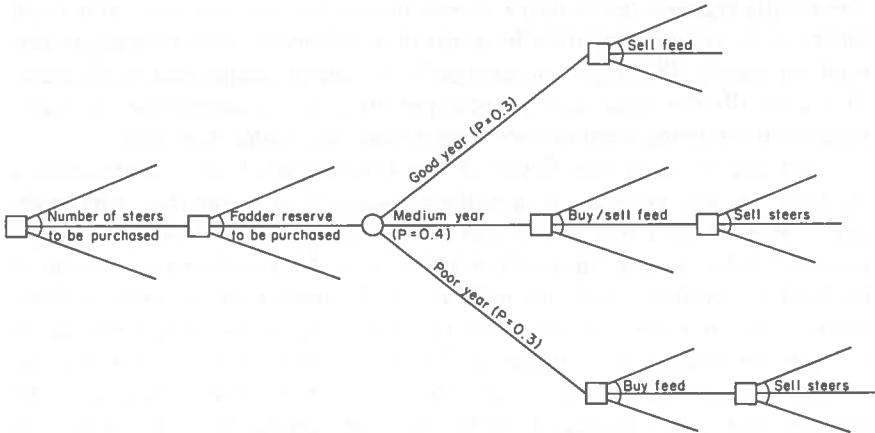 Sell feed
Good year (P=0.3)
Number of steers
to be purchased
Fodder reserve
to be purchased
Medium year
(P=0.4)
Buy/sell feed
Sell steers
Poor year (P=0.3)
Buy feed
Sell steers